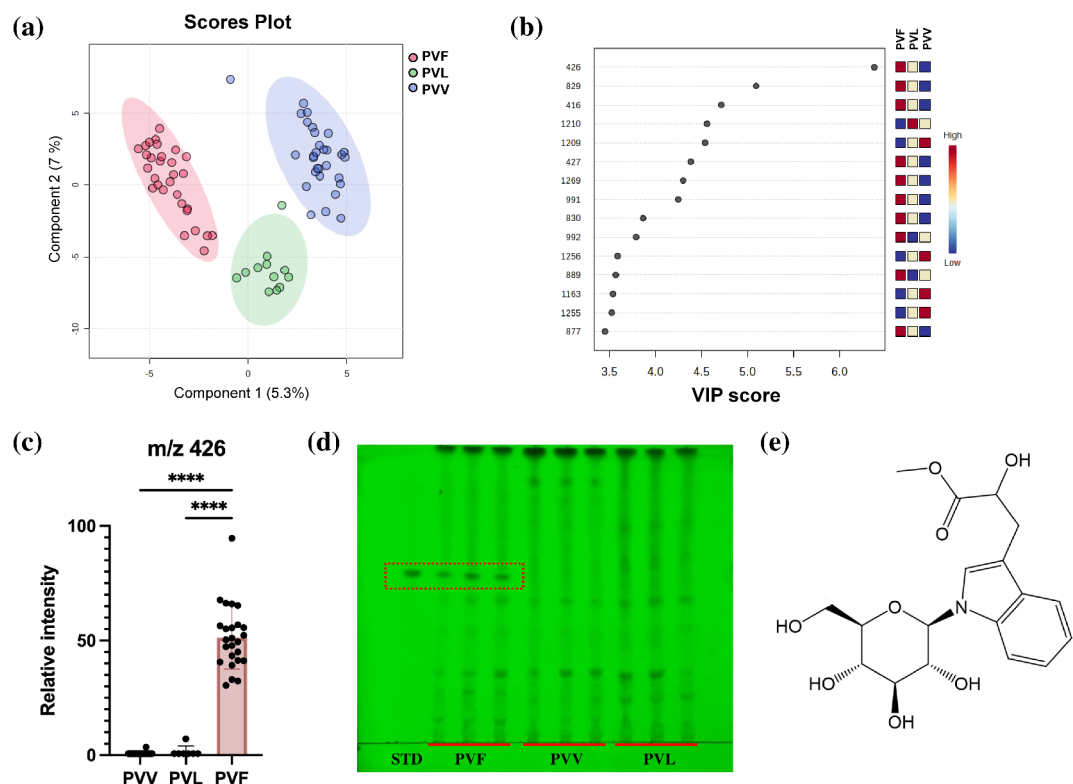 (a)
Scores Plot
PVF
PVL
PVV
Component 2 (7 %)
5
0
-5
-10
-5
0
5
Component 1 (5.3%)
(b)
PVF PVL PVV
426
829
416
1210
1209
427
1269
991
830
992
1256
889
1163
1255
877
High
Low
3.5 4.0 4.5 5.0 5.5 6.0
VIP score
(c)
m/z 426
****
****
Relative intensity
100
50
0
PVV PVL PVF
(d)
STD PVF PVV PVL
(e)
O
OH
O
N
O
HO
HO
OH
OH